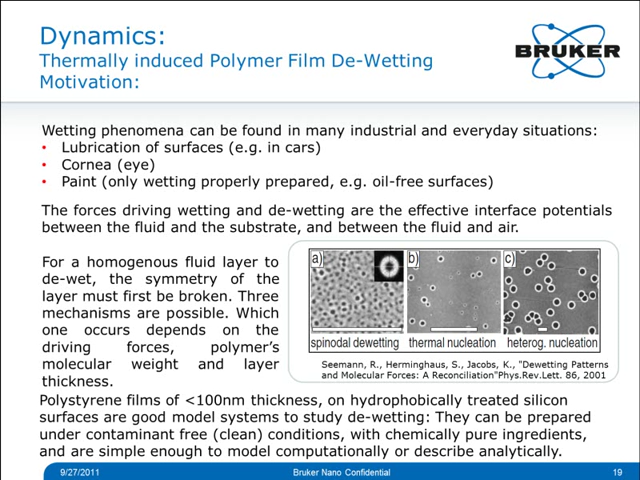 Dynamics:
Thermally induced Polymer Film De-Wetting
Motivation:
BRUKER
Wetting phenomena can be found in many industrial and everyday situations:
• Lubrication of surfaces (e.g. in cars)
• Cornea (eye)
• Paint (only wetting properly prepared, e.g. oil-free surfaces)
The forces driving wetting and de-wetting are the effective interface potentials
between the fluid and the substrate, and between the fluid and air.
For a homogenous fluid layer to
de-wet, the symmetry of the
layer must first be broken. Three
mechanisms are possible. Which
one occurs depends on the
driving forces, polymer's
molecular weight and layer
thickness.
a) b) c)
spinodal dewetting thermal nucleation heterog. nucleation
Seemann, R., Herminghaus, S., Jacobs, K., "Dewetting Patterns
and Molecular Forces: A Reconciliation"Phys.Rev.Lett. 86, 2001
Polystyrene films of <100nm thickness, on hydrophobically treated silicon
surfaces are good model systems to study de-wetting: They can be prepared
under contaminant free (clean) conditions, with chemically pure ingredients,
and are simple enough to model computationally or describe analytically.
9/27/2011 Bruker Nano Confidential 19